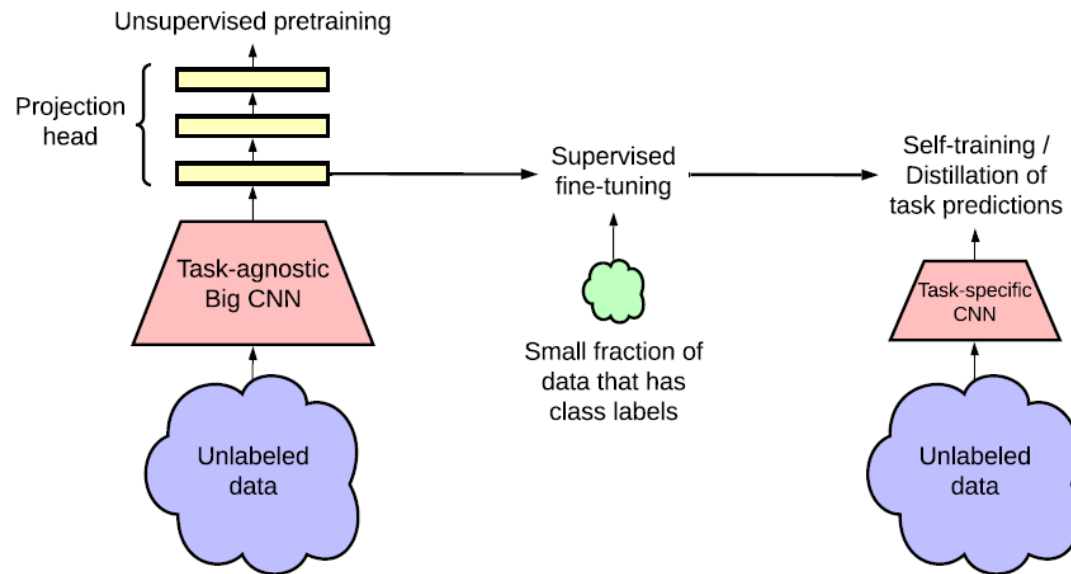 Unsupervised pretraining
Projection
head
Task-agnostic
Big CNN
Unlabeled
data
Supervised
fine-tuning
Small fraction of
data that has
class labels
Self-training /
Distillation of
task predictions
Task-specific
CNN
Unlabeled
data